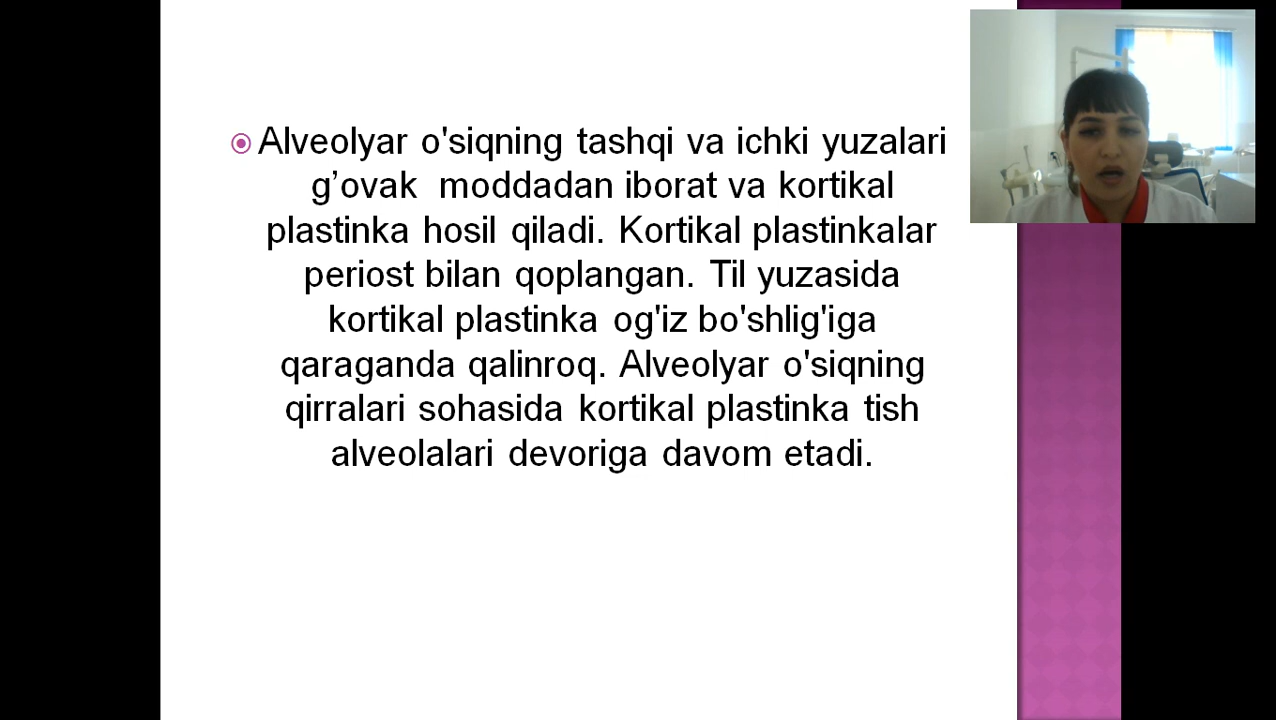 Alveolyar o'siqning tashqi va ichki yuzalari
g’ovak moddadan iborat va kortikal
plastinka hosil qiladi. Kortikal plastinkalar
periost bilan qoplangan. Til yuzasida
kortikal plastinka og'iz bo'shlig'iga
qaraganda qalinroq. Alveolyar o'siqning
qirralari sohasida kortikal plastinka tish
alveolalari devoriga davom etadi.